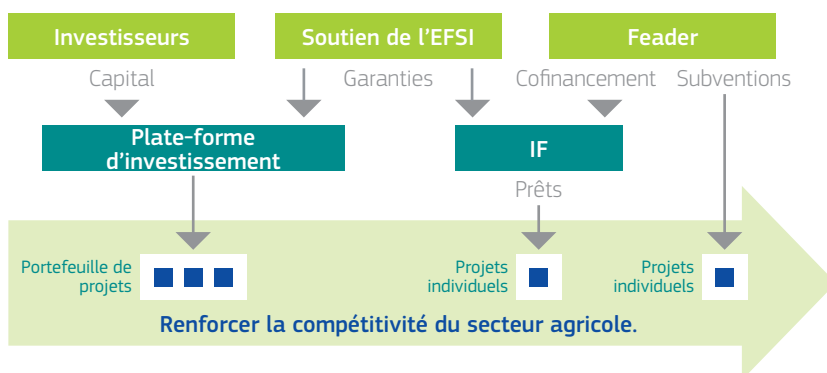 Investisseurs
Soutien de l’EFSI
Feader
Capital
Garanties
Cofinancement
Subventions
Plate-forme
d’investissement
IF
Prêts
Portefeuille de
projets
Projets
individuels
Projets
individuels
Renforcer la compétitivité du secteur agricole.